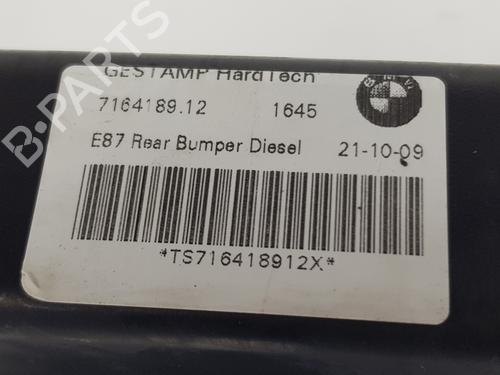 GESTAMP HardTech
7164189.12 1645
E87 Rear Bumper Diesel 21-10-09
*TS716418912X*
B-PARTS